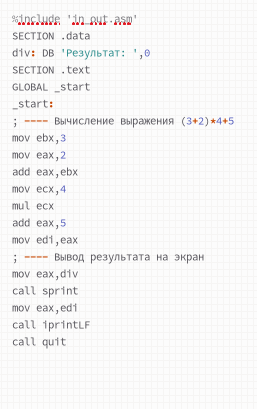 %include 'in_out.asm'
SECTION .data
div: DB 'Результат: ',0
SECTION .text
GLOBAL _start
_start:
; ---- Вычисление выражения (3+2)*4+5
mov ebx,3
mov eax,2
add eax,ebx
mov ecx,4
mul ecx
add eax,5
mov edi,eax
; ---- Вывод результата на экран
mov eax,div
call sprint
mov eax,edi
call iprintLF
call quit